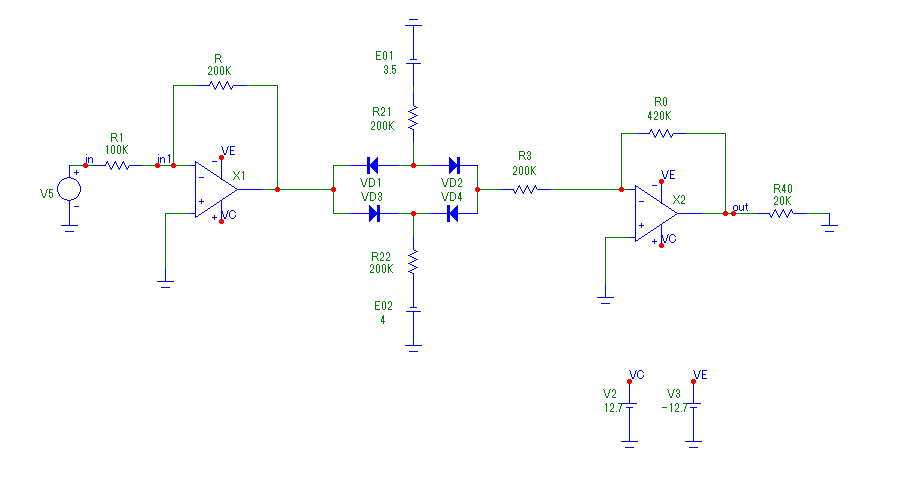 E01
3.5
R
200K
R21
200K
R0
420K
R1
100K
in
in1
VE
X1
VC
V5
VD1
VD2
VD3
VD4
R3
200K
VE
X2
VC
out
R40
20K
R22
200K
E02
4
VC
V2
12.7
VE
V3
-12.7